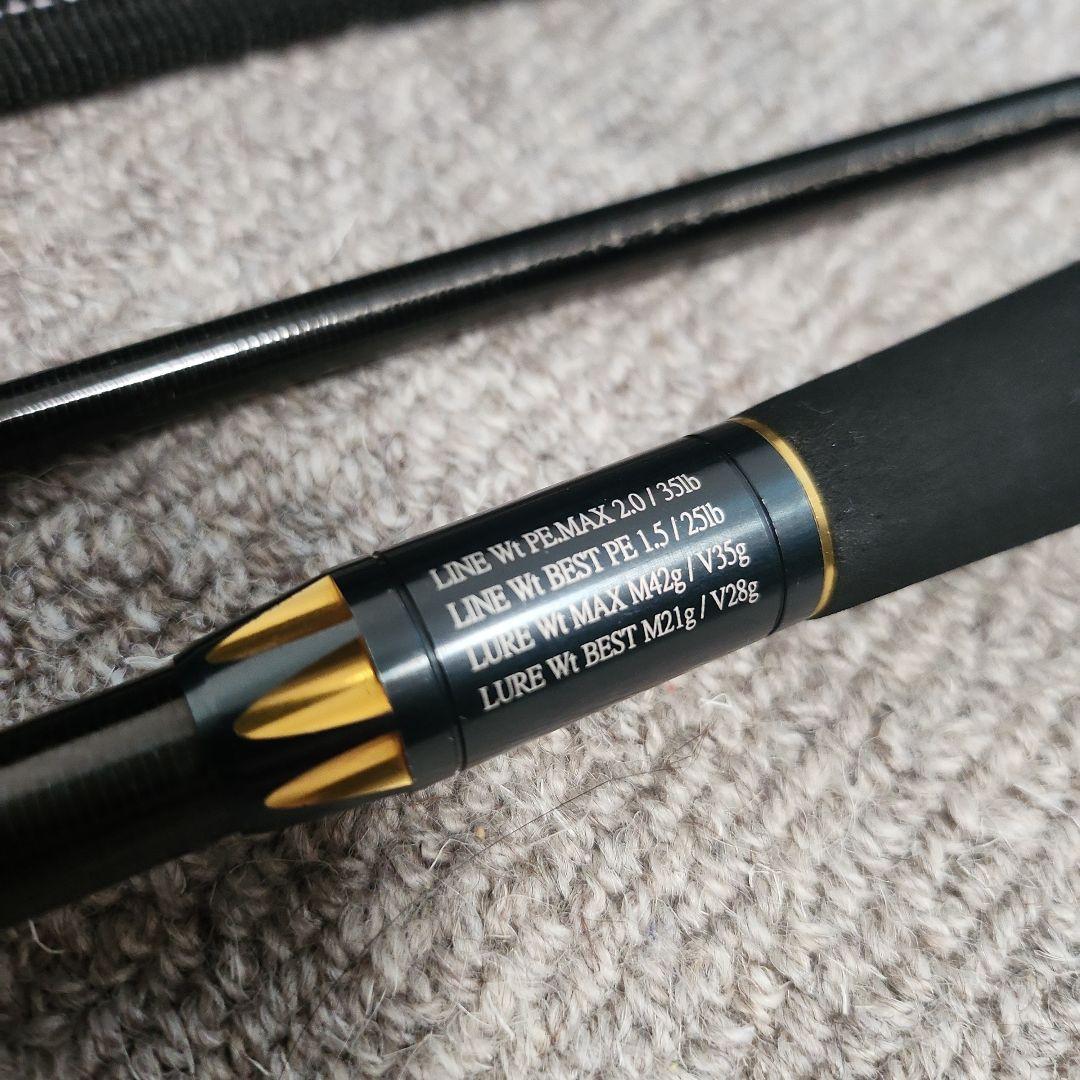 LINE Wt PE.MAX 2.0 / 35lb
LINE Wt BEST PE 1.5 / 25lb
LURE Wt MAX M42g / V35g
LURE Wt BEST M21g / V28g